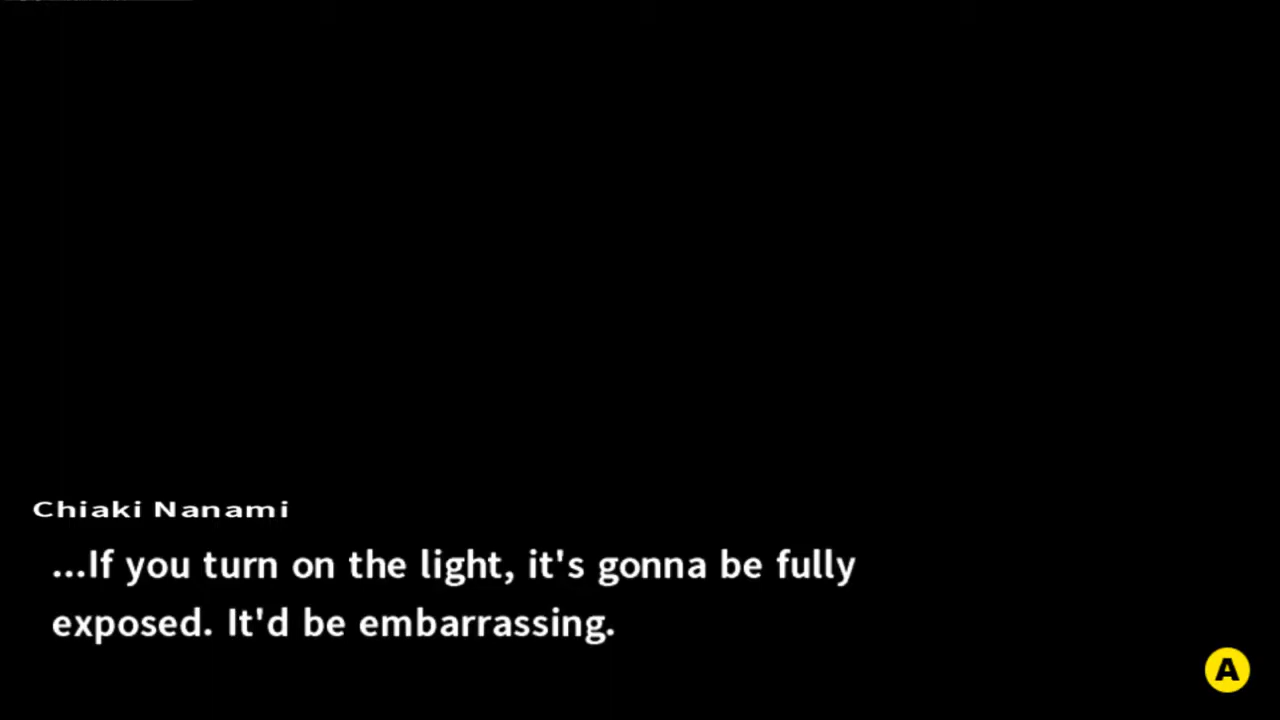 Chiaki Nanami
...If you turn on the light, it's gonna be fully
exposed. It'd be embarrassing.
A